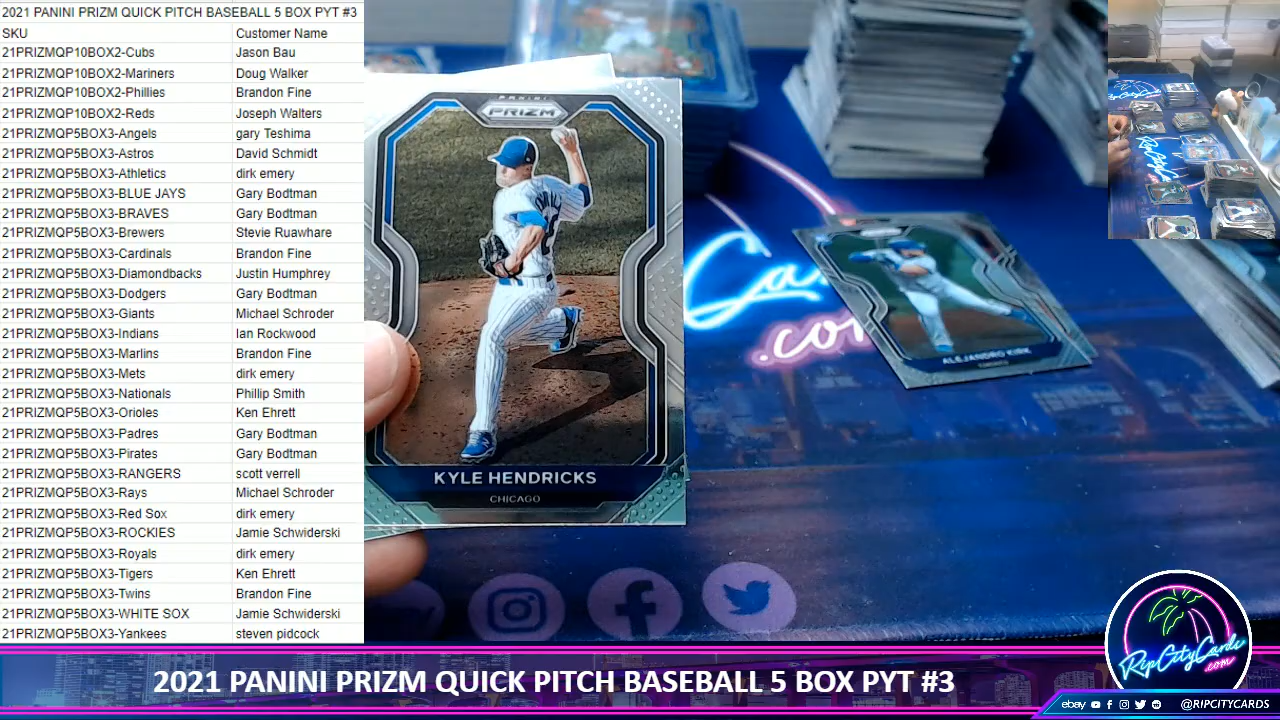 2021 PANINI PRIZM QUICK PITCH BASEBALL 5 BOX PYT #3
SKU Customer Name
21PRIZMQP10BOX2-Cubs Jason Bau
21PRIZMQP10BOX2-Mariners Doug Walker
21PRIZMQP10BOX2-Phillies Brandon Fine
21PRIZMQP10BOX2-Reds Joseph Walters
21PRIZMQP5BOX3-Angels gary Teshima
21PRIZMQP5BOX3-Astros David Schmidt
21PRIZMQP5BOX3-Athletics dirk emery
21PRIZMQP5BOX3-BLUE JAYS Gary Bodtman
21PRIZMQP5BOX3-BRAVES Gary Bodtman
21PRIZMQP5BOX3-Brewers Stevie Ruawhare
21PRIZMQP5BOX3-Cardinals Brandon Fine
21PRIZMQP5BOX3-Diamondbacks Justin Humphrey
21PRIZMQP5BOX3-Dodgers Gary Bodtman
21PRIZMQP5BOX3-Giants Michael Schroder
21PRIZMQP5BOX3-Indians Ian Rockwood
21PRIZMQP5BOX3-Marlins Brandon Fine
21PRIZMQP5BOX3-Mets dirk emery
21PRIZMQP5BOX3-Nationals Phillip Smith
21PRIZMQP5BOX3-Orioles Ken Ehrett
21PRIZMQP5BOX3-Padres Gary Bodtman
21PRIZMQP5BOX3-Pirates Gary Bodtman
21PRIZMQP5BOX3-RANGERS scott verrell
21PRIZMQP5BOX3-Rays Michael Schroder
21PRIZMQP5BOX3-Red Sox dirk emery
21PRIZMQP5BOX3-ROCKIES Jamie Schwiderski
21PRIZMQP5BOX3-Royals dirk emery
21PRIZMQP5BOX3-Tigers Ken Ehrett
21PRIZMQP5BOX3-Twins Brandon Fine
21PRIZMQP5BOX3-WHITE SOX Jamie Schwiderski
21PRIZMQP5BOX3-Yankees steven pidcock
PANINI
PRIZM
KYLE HENDRICKS
CHICAGO
Ca
.co
ALEJANDRO KIRK
RipCityCards
.com
2021 PANINI PRIZM QUICK PITCH BASEBALL 5 BOX PYT #3
ebay @RIPCITYCARDS